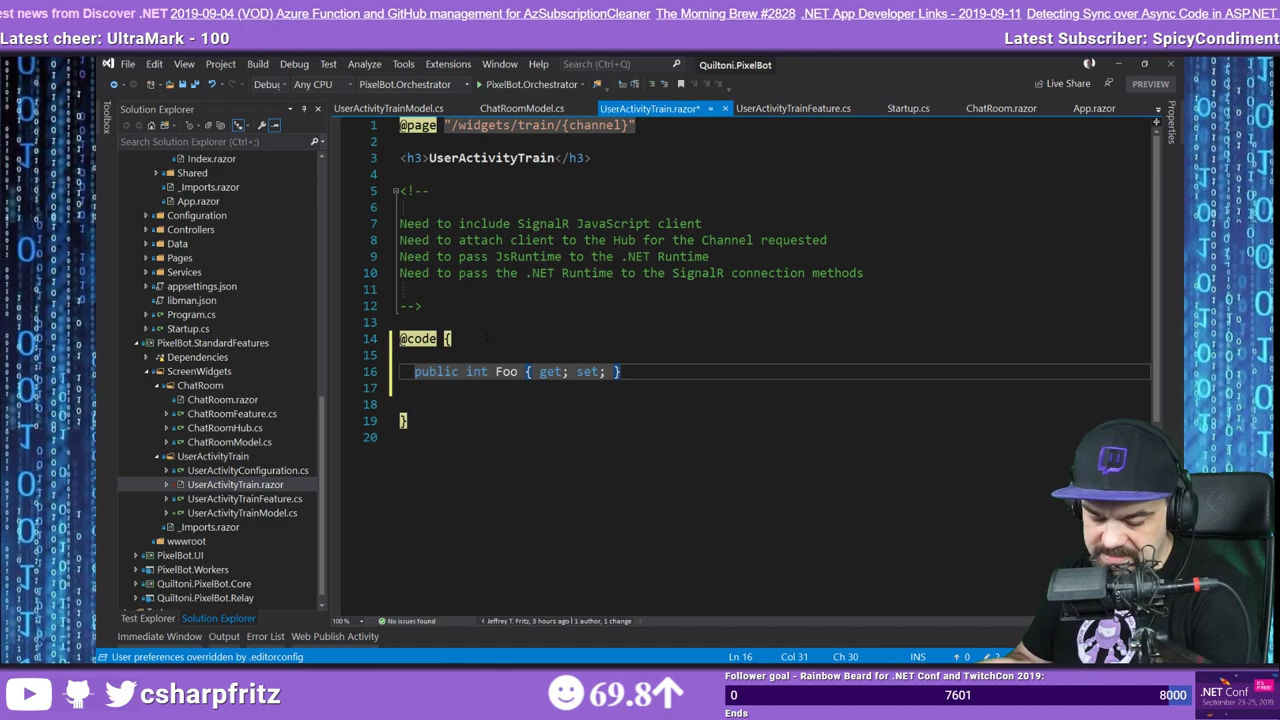 est news from Discover .NET 2019-09-04 (VOD) Azure Function and GitHub management for AzSubscriptionCleaner The Morning Brew #2828 .NET App Developer Links - 2019-09-11 Detecting Sync over Async Code in ASP.NET
Latest cheer: UltraMark - 100
Latest Subscriber: SpicyCondiment
File Edit View Project Build Debug Test Analyze Tools Extensions Window Help Search (Ctrl+Q) Quiltoni.PixelBot
Debug Any CPU PixelBot.Orchestrator PixelBot.Orchestrator Live Share PREVIEW
Toolbox
Properties
Solution Explorer
Search Solution Explorer (Ctrl+;)
Index.razor
Shared
_Imports.razor
App.razor
Configuration
Controllers
Data
Pages
Services
appsettings.json
libman.json
Program.cs
Startup.cs
PixelBot.StandardFeatures
Dependencies
ScreenWidgets
ChatRoom
ChatRoom.razor
ChatRoomFeature.cs
ChatRoomHub.cs
ChatRoomModel.cs
UserActivityTrain
UserActivityConfiguration.cs
UserActivityTrain.razor
UserActivityTrainFeature.cs
UserActivityTrainModel.cs
_Imports.razor
wwwroot
PixelBot.UI
PixelBot.Workers
Quiltoni.PixelBot.Core
Quiltoni.PixelBot.Relay
Test Explorer Solution Explorer
UserActivityTrainModel.cs ChatRoomModel.cs UserActivityTrain.razor* UserActivityTrainFeature.cs Startup.cs ChatRoom.razor App.razor
1 @page "/widgets/train/{channel}"
2
3 <h3>UserActivityTrain</h3>
4
5 <!--
6
7 Need to include SignalR JavaScript client
8 Need to attach client to the Hub for the Channel requested
9 Need to pass JsRuntime to the .NET Runtime
10 Need to pass the .NET Runtime to the SignalR connection methods
11
12 -->
13
14 @code {
15
16 public int Foo { get; set; }
17
18
19 }
20
100% No issues found Jeffrey T. Fritz, 3 hours ago | 1 author, 1 change
Immediate Window Output Error List Web Publish Activity
User preferences overridden by .editorconfig Ln 16 Col 31 Ch 30 INS 0 2
csharpfritz
69.8
Follower goal - Rainbow Beard for .NET Conf and TwitchCon 2019:
0 7601 8000
Ends
.NET Conf
September 23-25, 2019